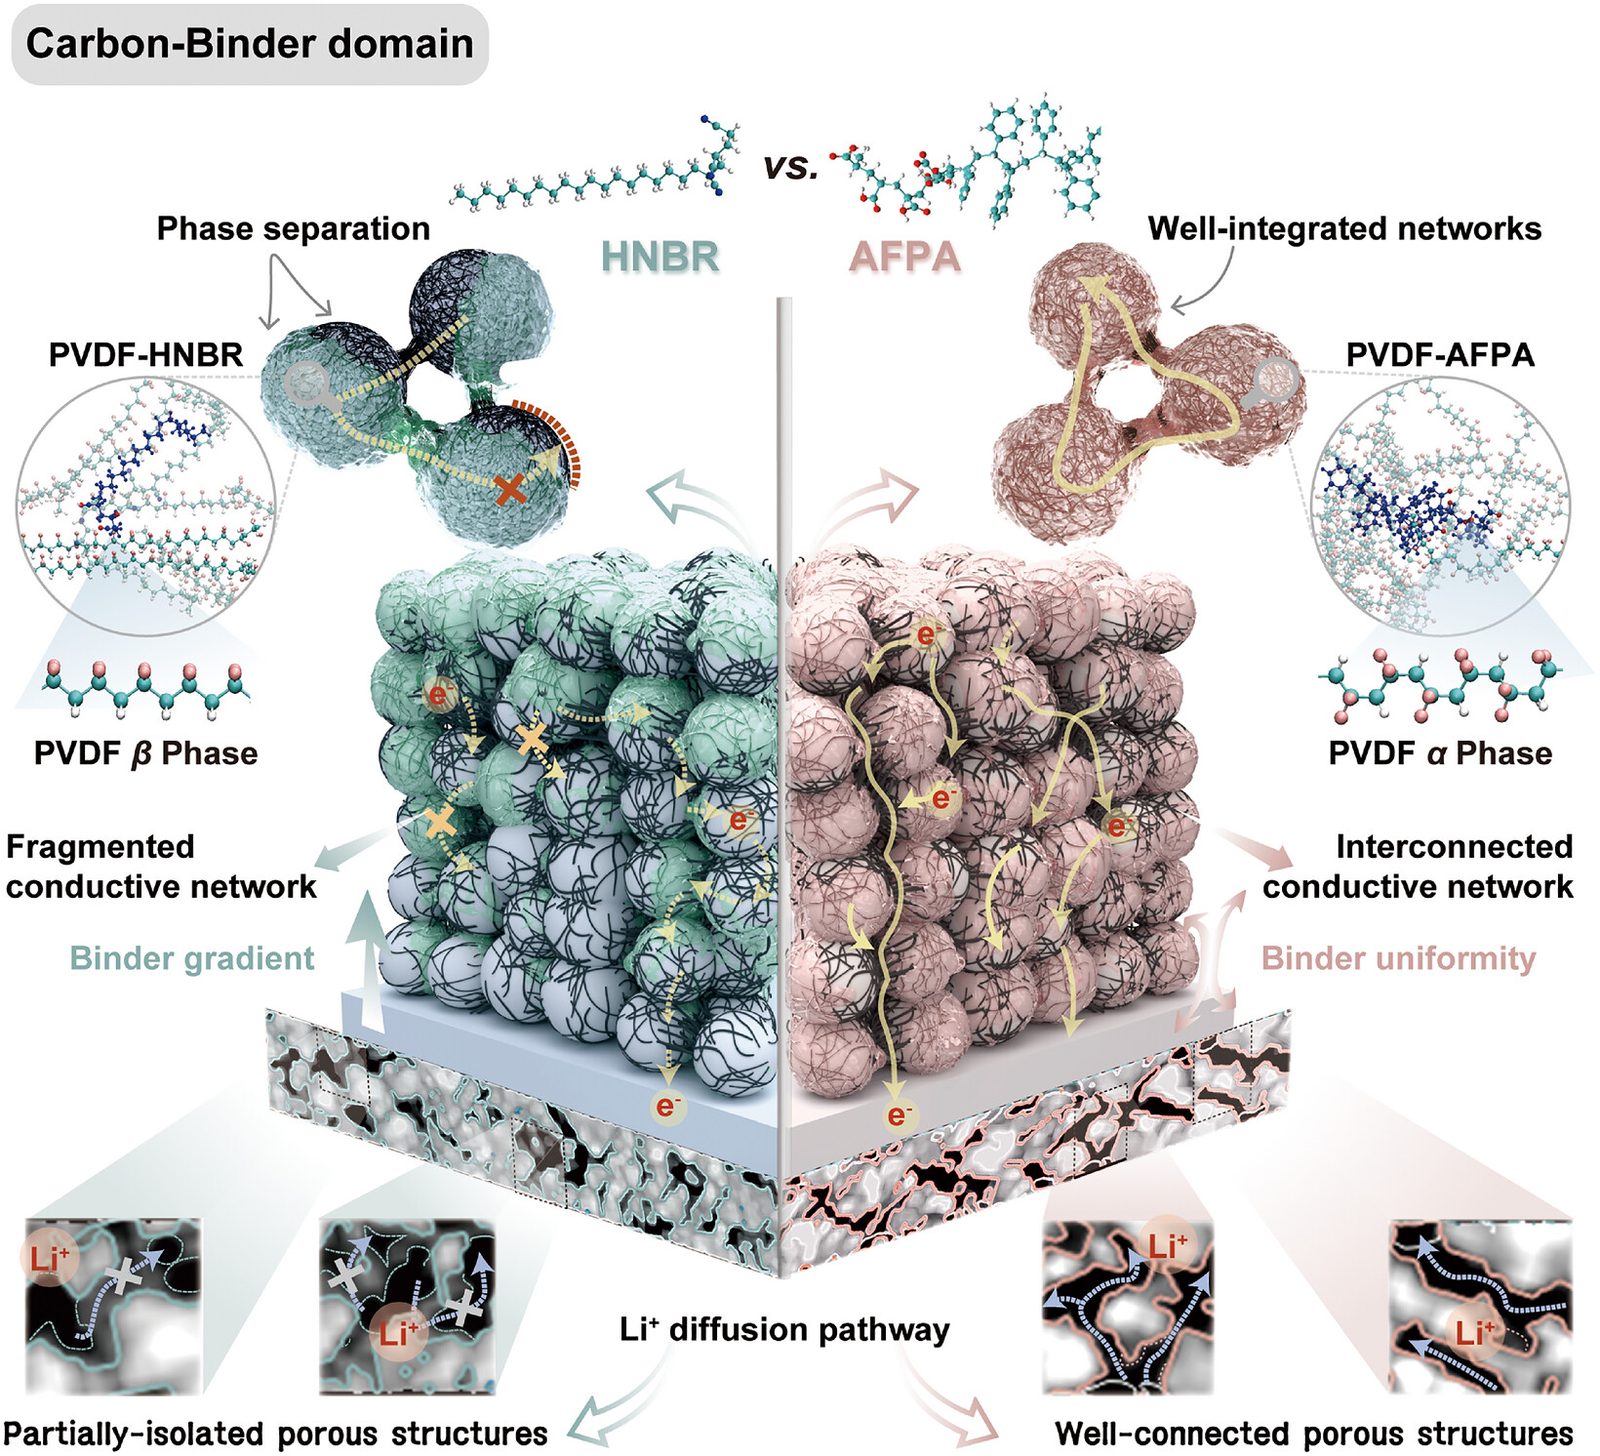 Carbon-Binder domain
vs.
HNBR
AFPA
Phase separation
Well-integrated networks
PVDF-HNBR
PVDF-AFPA
PVDF β Phase
PVDF α Phase
e-
e-
e-
e-
e-
e-
e-
Fragmented
conductive network
Interconnected
conductive network
Binder gradient
Binder uniformity
Li+
Li+
Li+
Li+
Li+ diffusion pathway
Partially-isolated porous structures
Well-connected porous structures